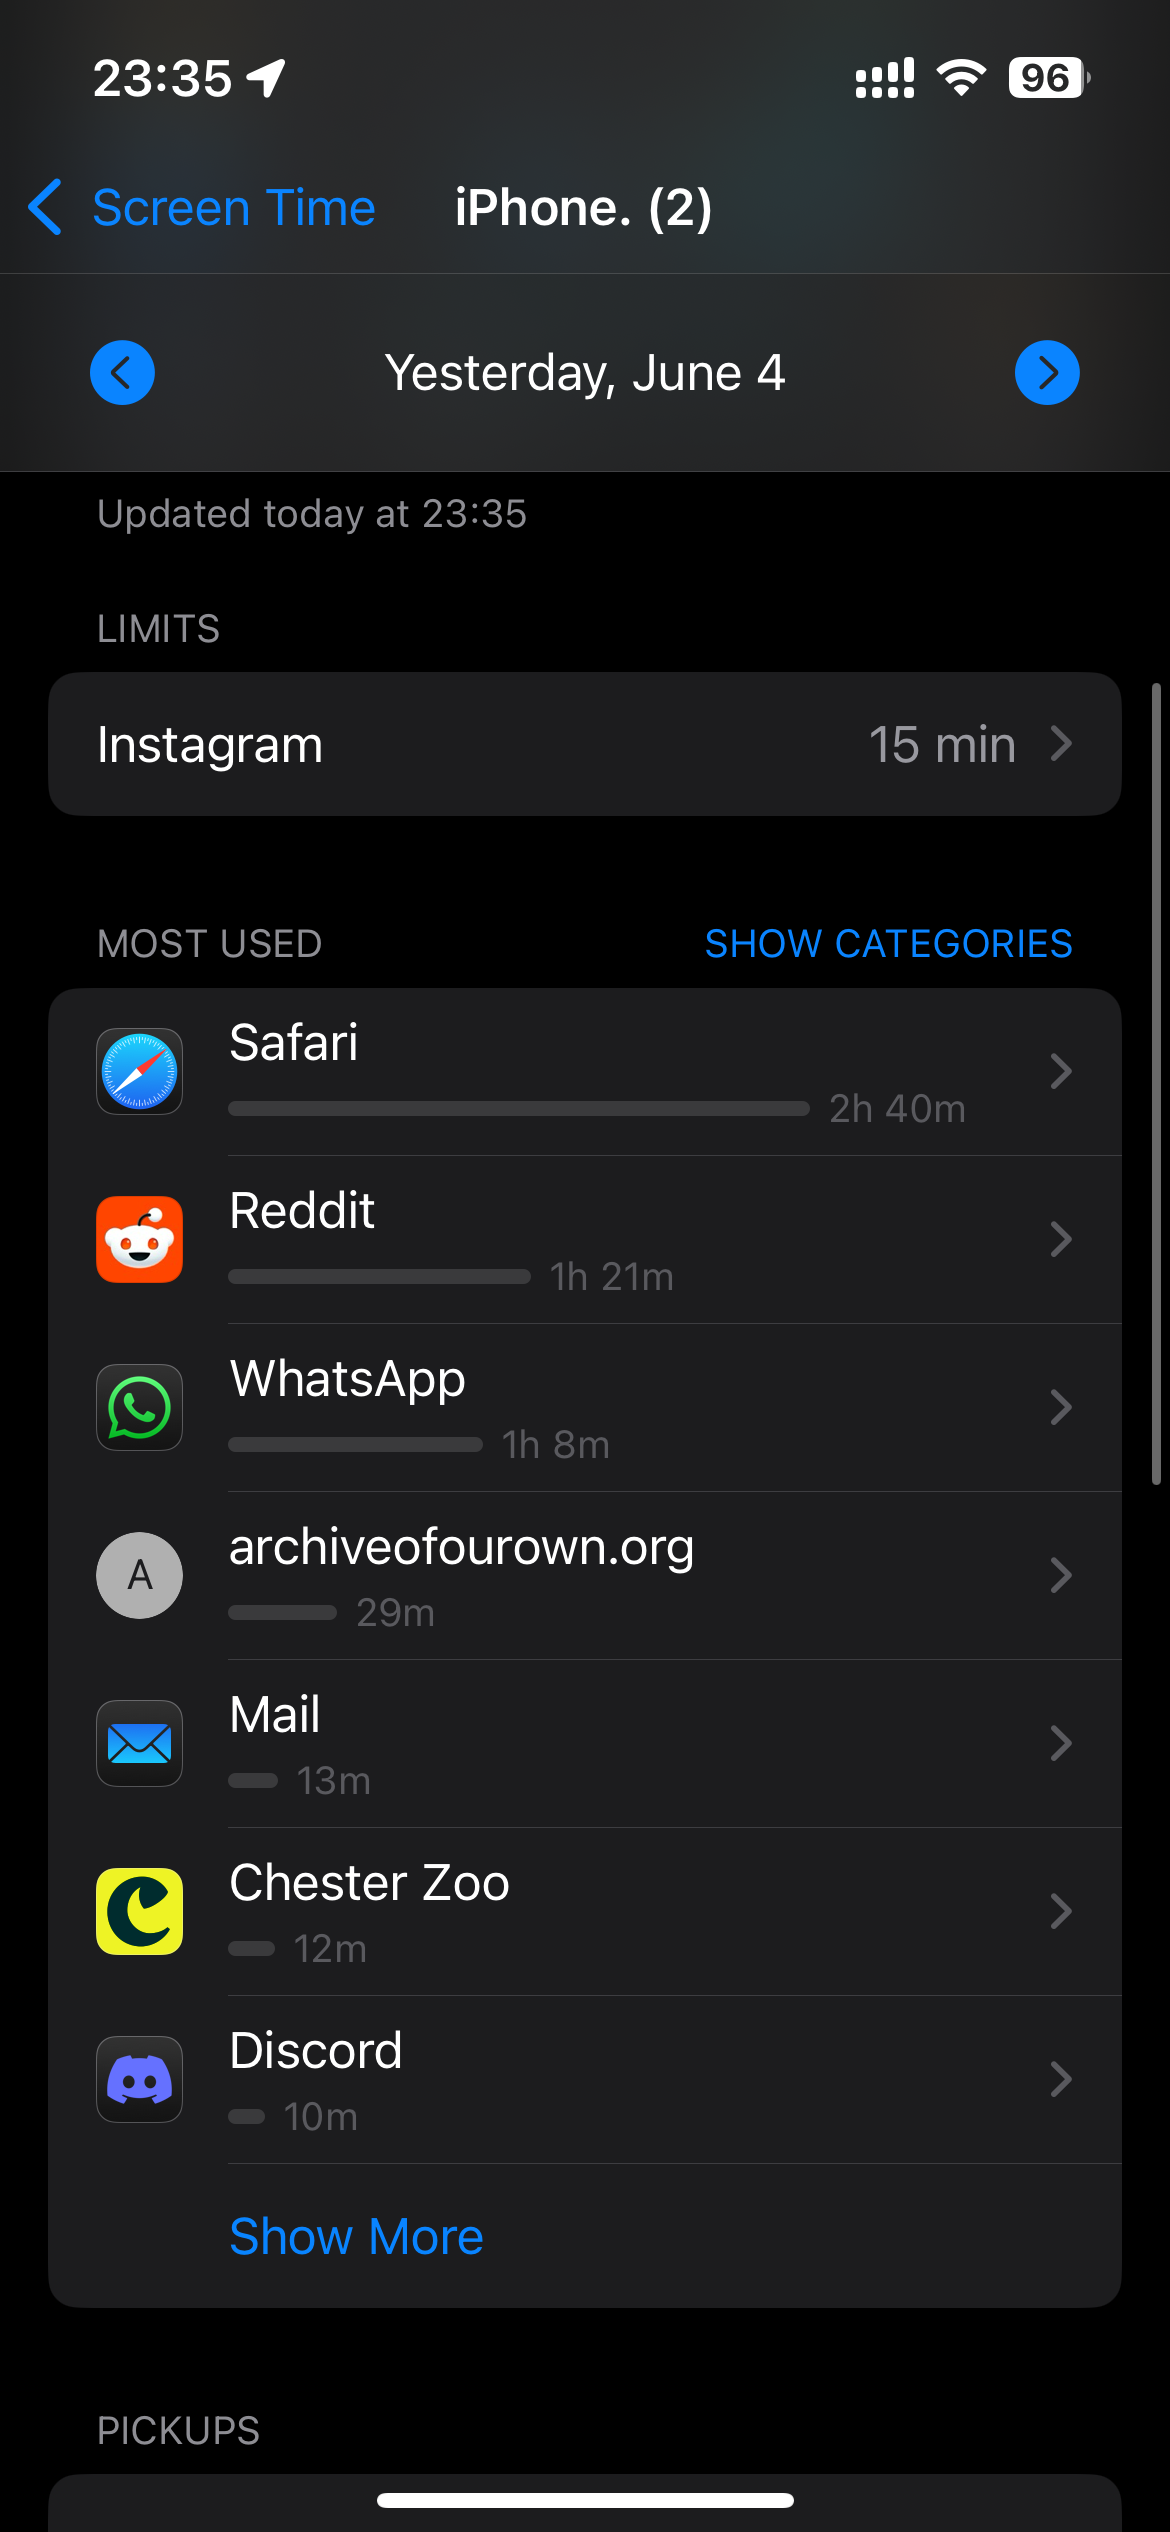 23:35
96
Screen Time
iPhone. (2)
Yesterday, June 4
Updated today at 23:35
LIMITS
Instagram 15 min
MOST USED SHOW CATEGORIES
Safari
2h 40m
Reddit
1h 21m
WhatsApp
1h 8m
A
archiveofourown.org
29m
Mail
13m
Chester Zoo
12m
Discord
10m
Show More
PICKUPS